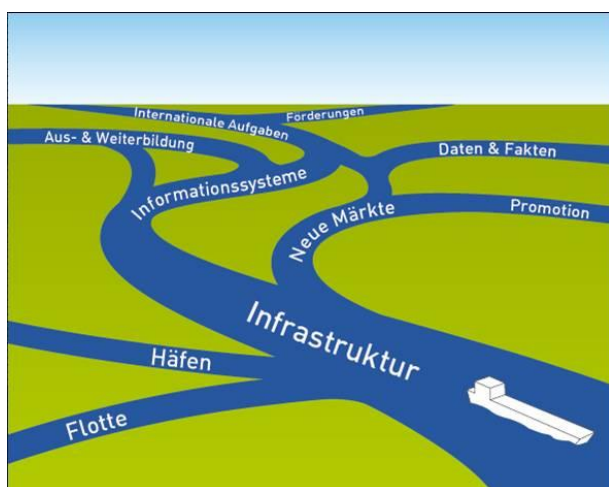 Internationale Aufgaben
Förderungen
Aus- & Weiterbildung
Daten & Fakten
Informationssysteme
Neue Märkte
Promotion
Infrastruktur
Häfen
Flotte